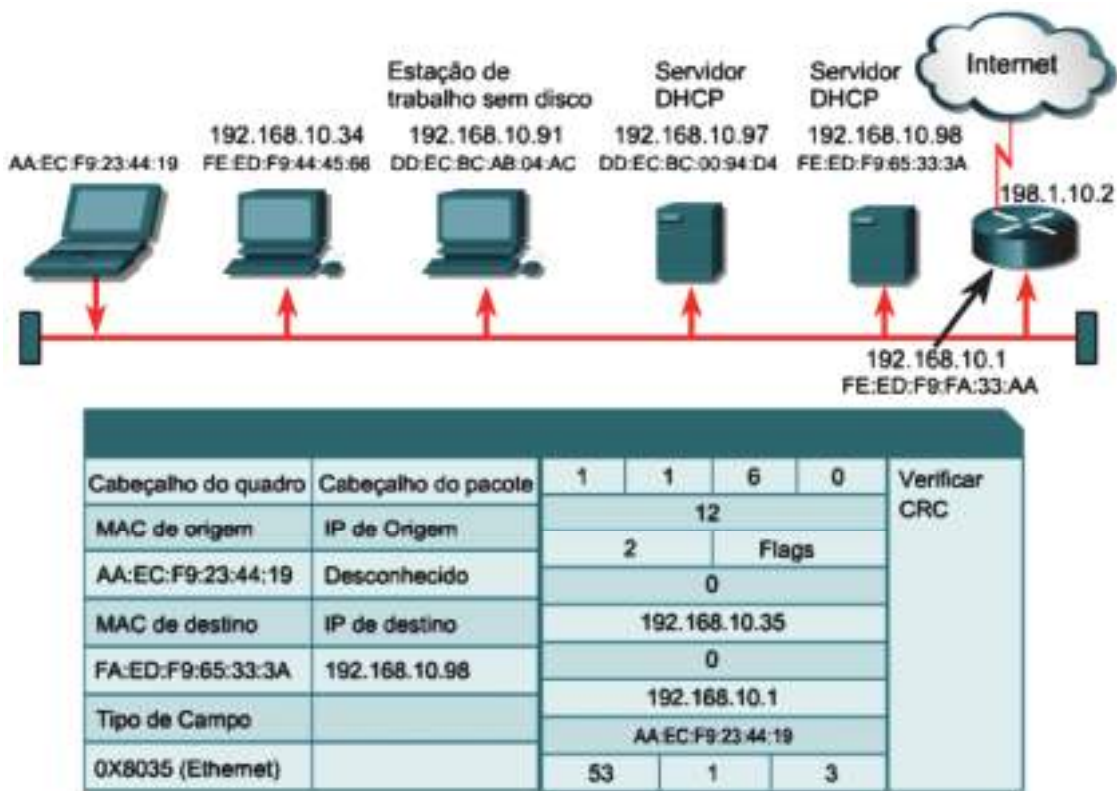 Internet
Estação de
trabalho sem disco
Servidor
DHCP
Servidor
DHCP
192.168.10.34
192.168.10.91
192.168.10.97
192.168.10.98
AA:EC:F9:23:44:19
FE:ED:F9:44:45:66
DD:EC:BC:AB:04:AC
DD:EC:BC:00:94:D4
FE:ED:F9:65:33:3A
198.1.10.2
192.168.10.1
FE:ED:F9:FA:33:AA
Cabeçalho do quadro
Cabeçalho do pacote
1
1
6
0
Verificar
CRC
MAC de origem
IP de Origem
12
2
Flags
AA:EC:F9:23:44:19
Desconhecido
0
MAC de destino
IP de destino
192.168.10.35
FA:ED:F9:65:33:3A
192.168.10.98
0
192.168.10.1
Tipo de Campo
AA:EC:F9:23:44:19
0X8035 (Ethernet)
53
1
3